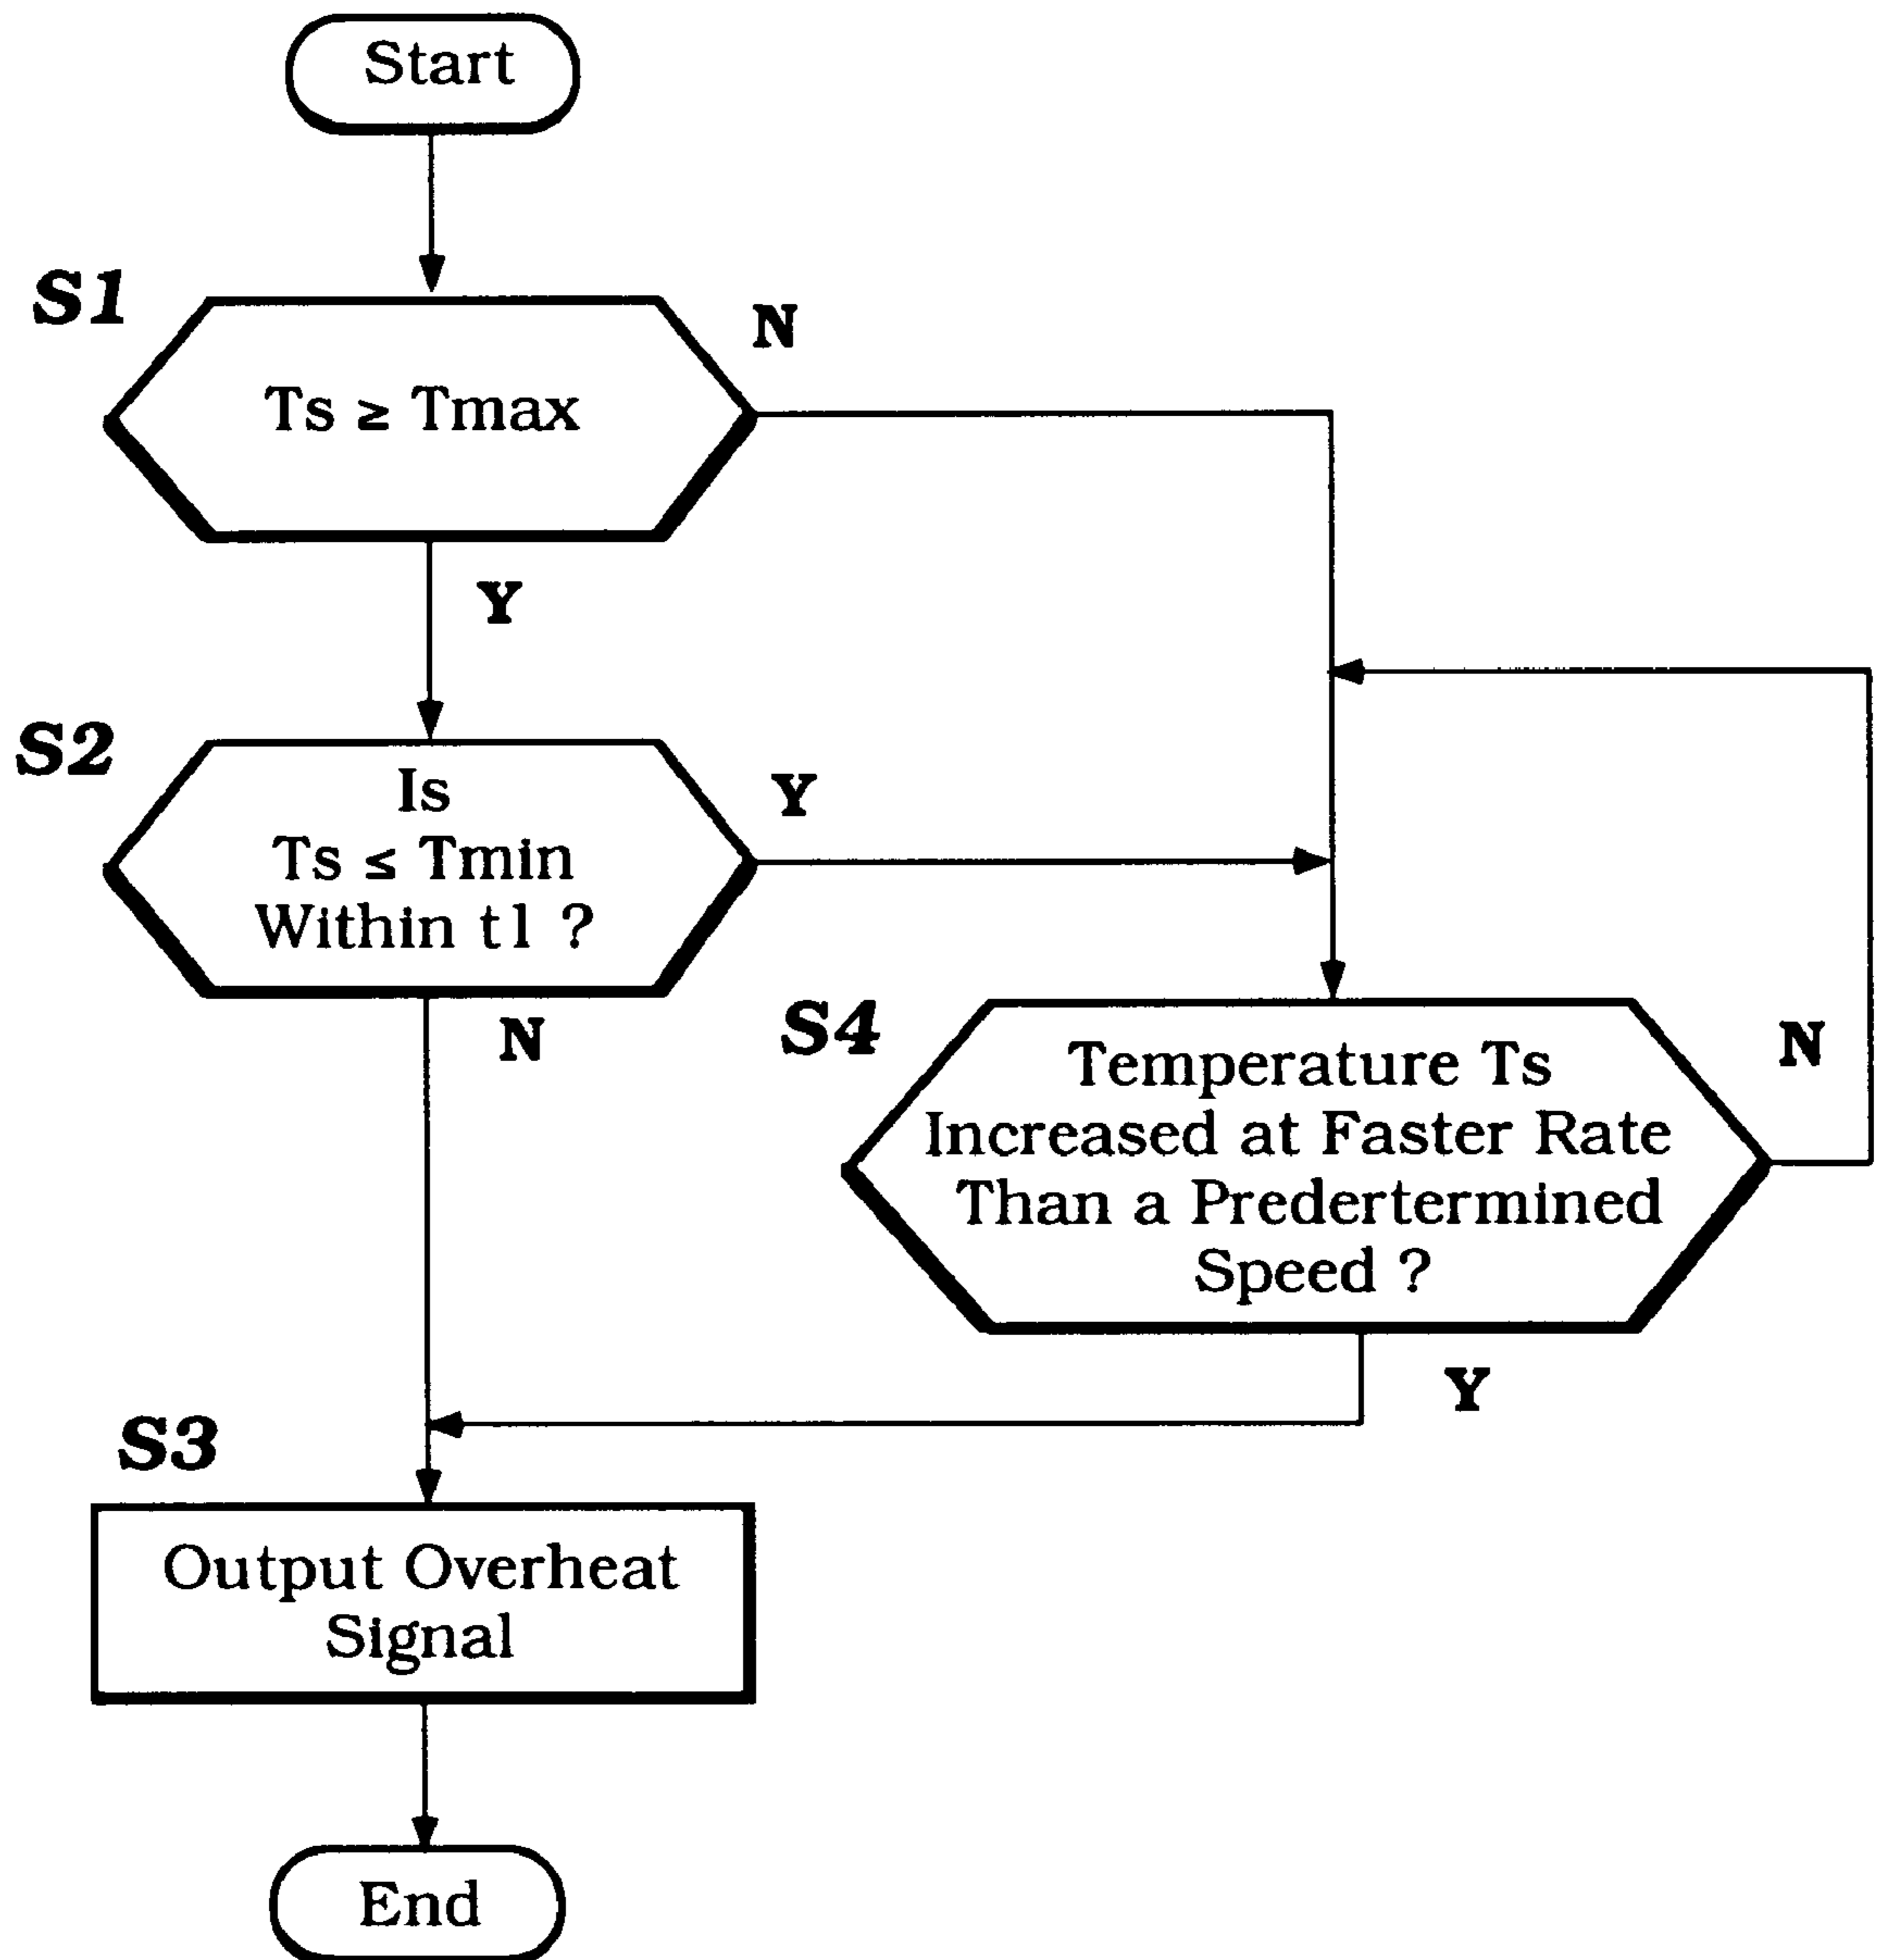 Start
S1
N
Ts ≥ Tmax
Y
S2
Is
Ts ≤ Tmin
Within t1 ?
Y
N
S4
Temperature Ts
Increased at Faster Rate
Than a Predertermined
Speed ?
N
Y
S3
Output Overheat
Signal
End